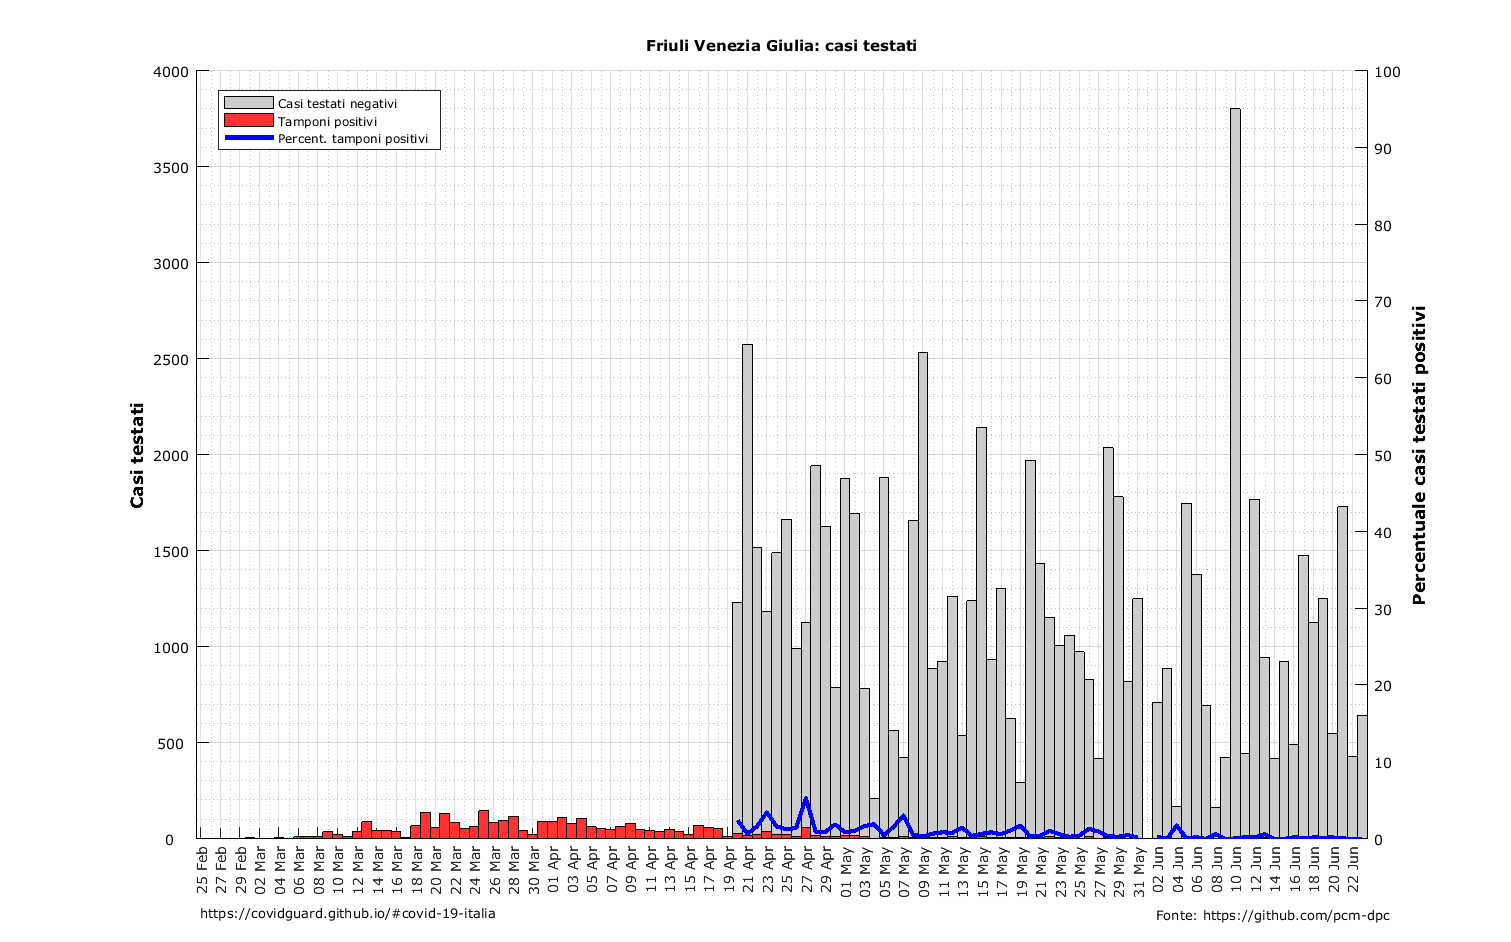 Friuli Venezia Giulia: casi testati
Casi testati negativi
Tamponi positivi
Percent. tamponi positivi
Casi testati
4000
3500
3000
2500
2000
1500
1000
500
0
100
90
80
70
60
50
40
30
20
10
0
Percentuale casi testati positivi
25 Feb
27 Feb
29 Feb
02 Mar
04 Mar
06 Mar
08 Mar
10 Mar
12 Mar
14 Mar
16 Mar
18 Mar
20 Mar
22 Mar
24 Mar
26 Mar
28 Mar
30 Mar
01 Apr
03 Apr
05 Apr
07 Apr
09 Apr
11 Apr
13 Apr
15 Apr
17 Apr
19 Apr
21 Apr
23 Apr
25 Apr
27 Apr
29 Apr
01 May
03 May
05 May
07 May
09 May
11 May
13 May
15 May
17 May
19 May
21 May
23 May
25 May
27 May
29 May
31 May
02 Jun
04 Jun
06 Jun
08 Jun
10 Jun
12 Jun
14 Jun
16 Jun
18 Jun
20 Jun
22 Jun
https://covidguard.github.io/#covid-19-italia
Fonte: https://github.com/pcm-dpc